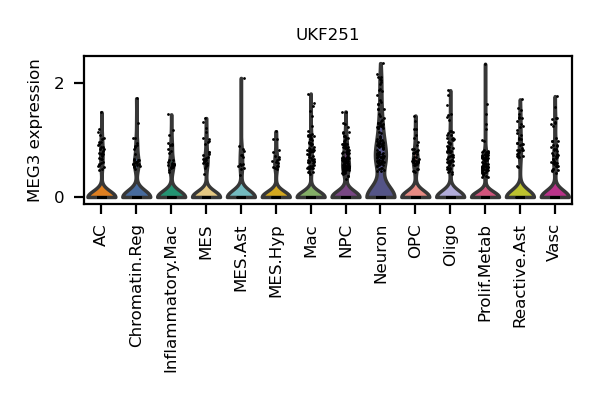 UKF251
MEG3 expression
2
0
AC
Chromatin.Reg
Inflammatory.Mac
MES
MES.Ast
MES.Hyp
Mac
NPC
Neuron
OPC
Oligo
Prolif.Metab
Reactive.Ast
Vasc